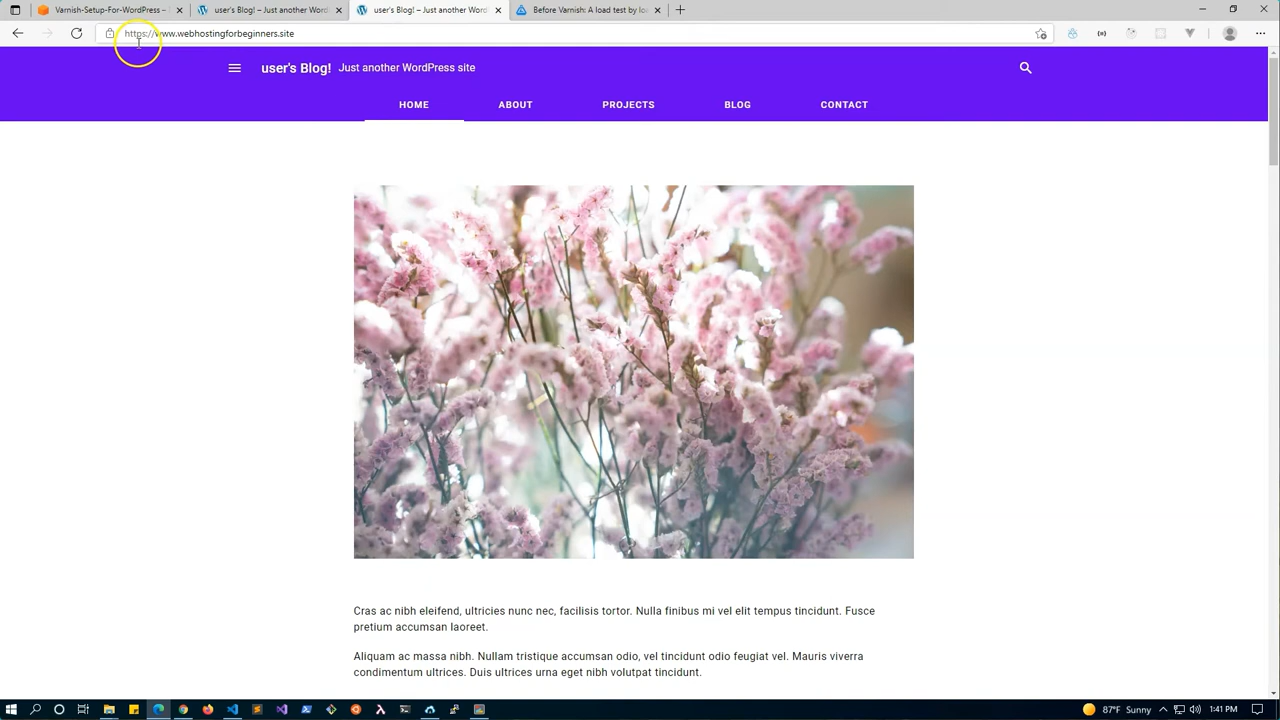 Varnish-Setup-For-WordPress –
user's Blog! – Just another Word
user's Blog! – Just another Word
Before Varnish: A load test by loa
https://www.webhostingforbeginners.site
user's Blog! Just another WordPress site
HOME ABOUT PROJECTS BLOG CONTACT
Cras ac nibh eleifend, ultricies nunc nec, facilisis tortor. Nulla finibus mi vel elit tempus tincidunt. Fusce
pretium accumsan laoreet.
Aliquam ac massa nibh. Nullam tristique accumsan odio, vel tincidunt odio feugiat vel. Mauris viverra
condimentum ultrices. Duis ultrices urna eget nibh volutpat tincidunt.
87°F Sunny 1:41 PM